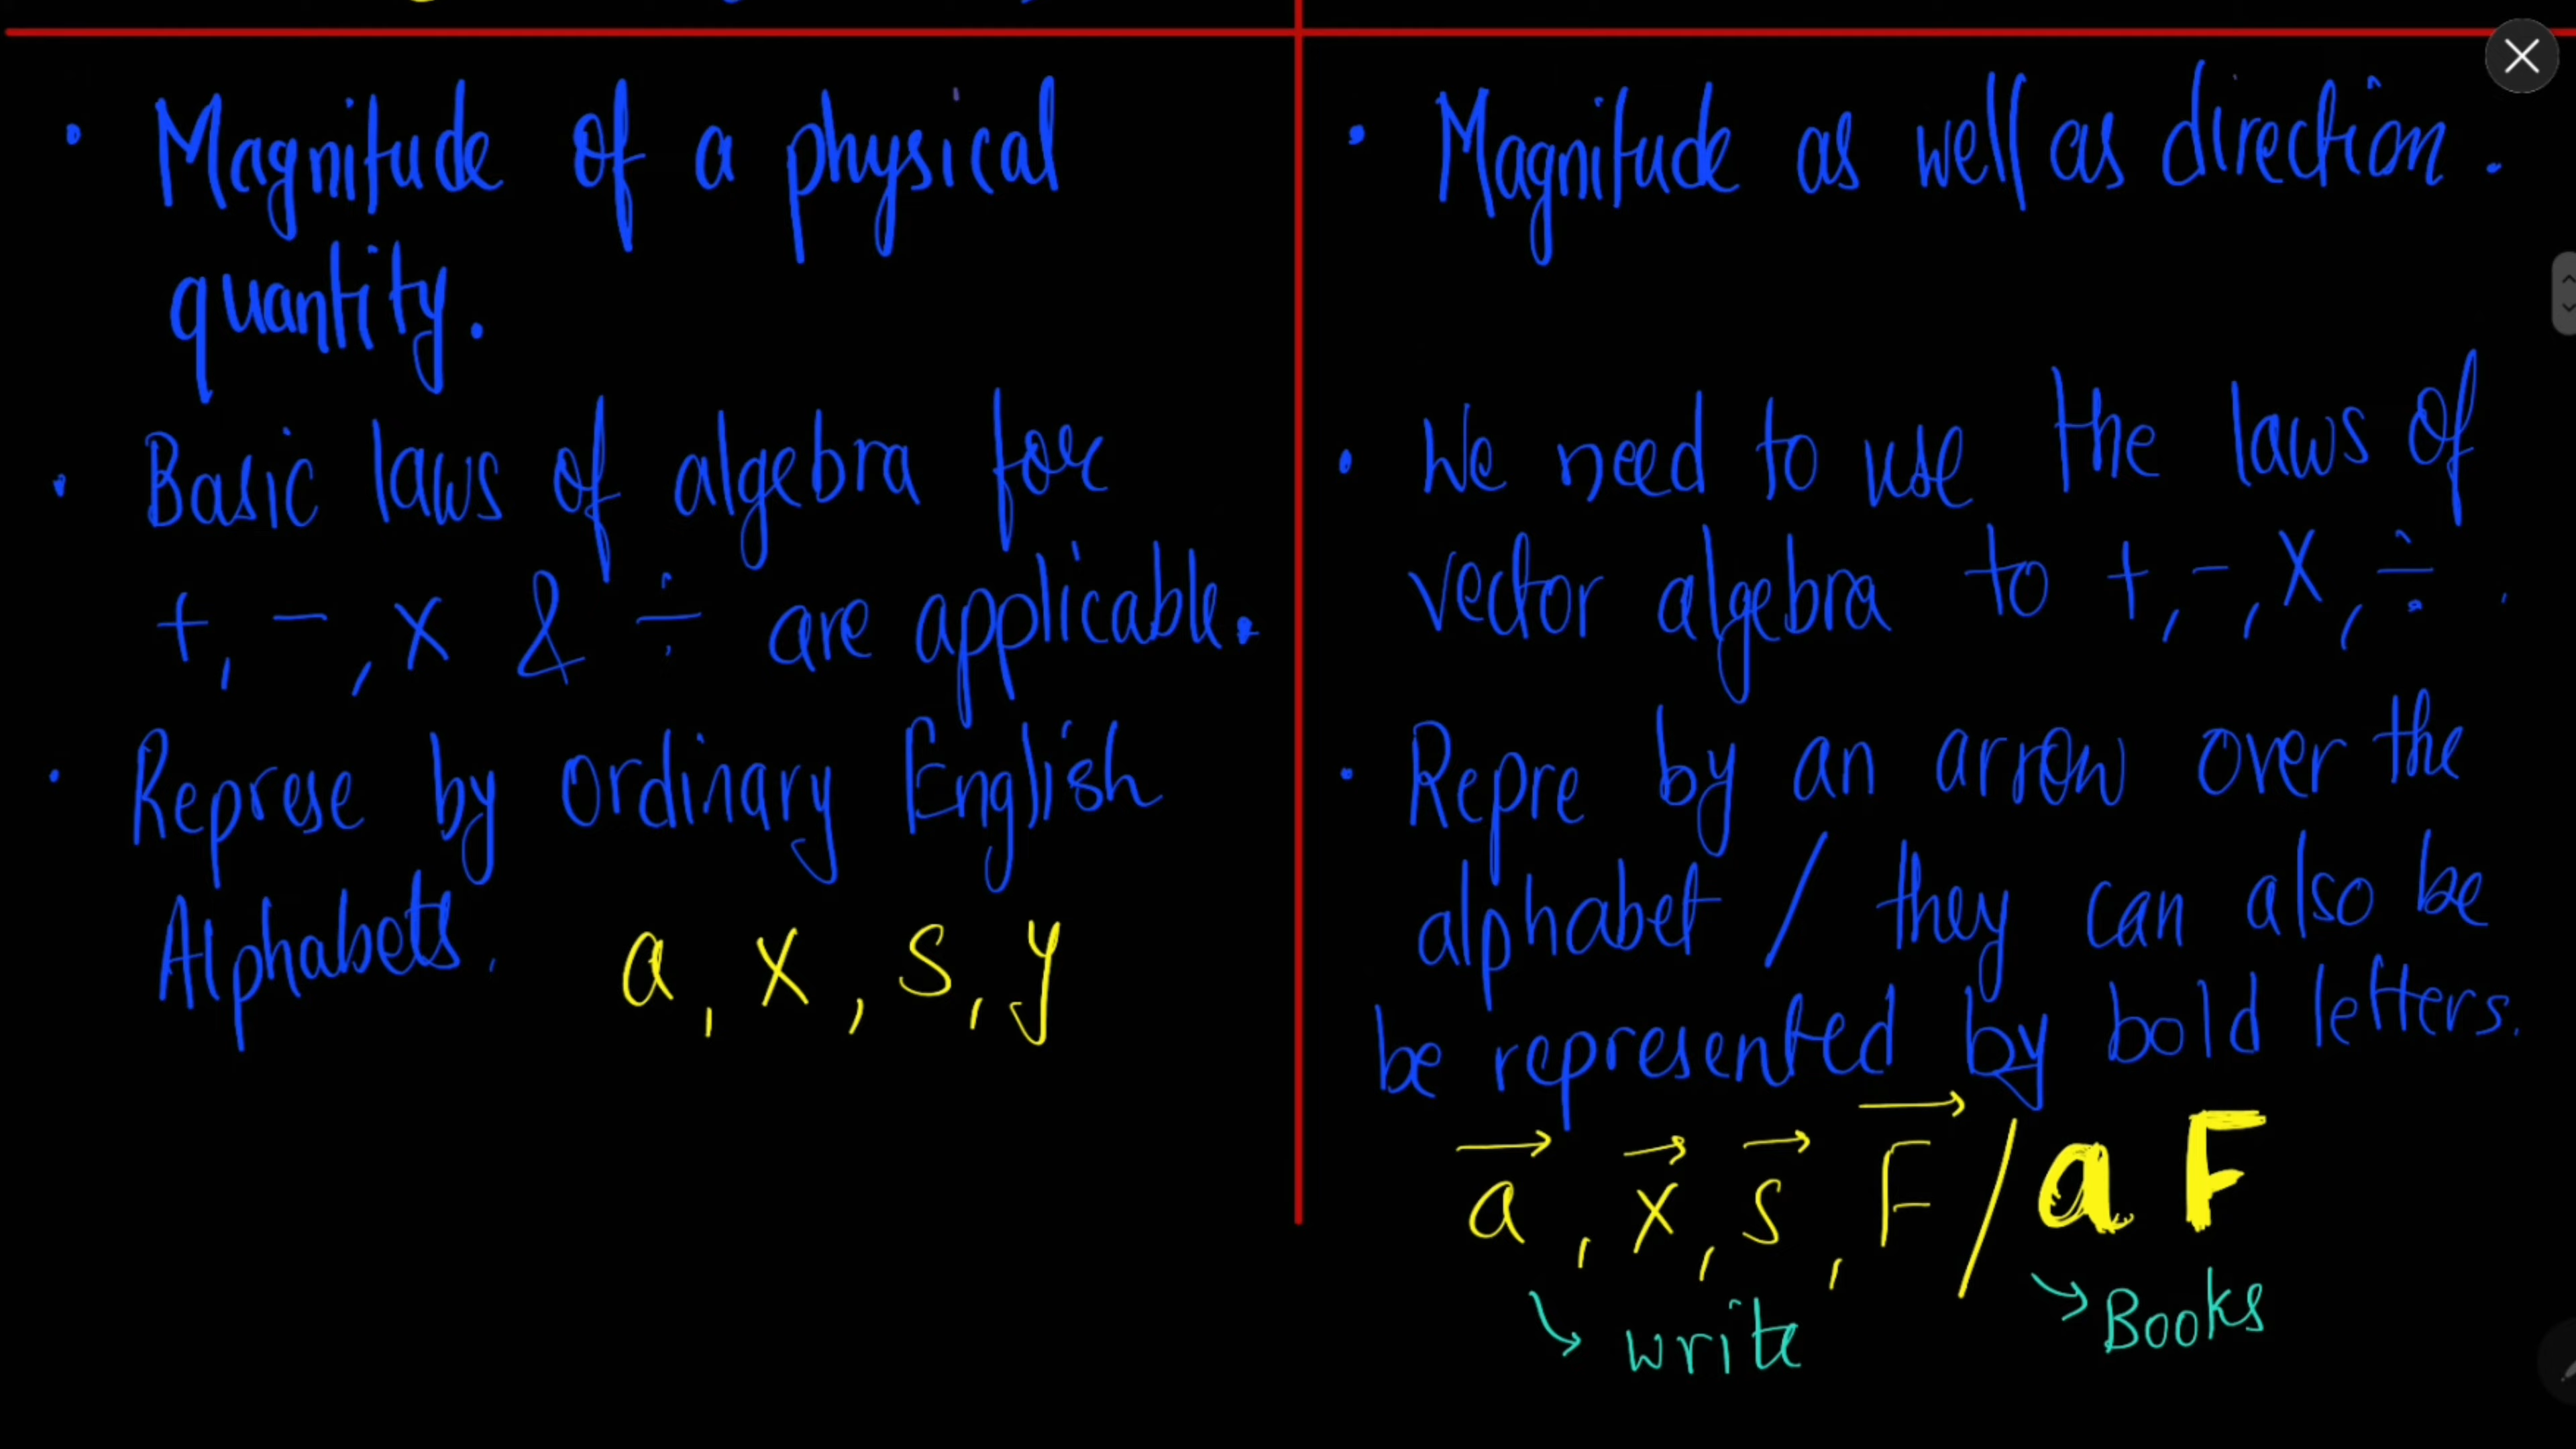 • Magnitude of a physical
quantity.
• Basic laws of algebra for
+, -, x & ÷ are applicable.
• Represe by ordinary English
Alphabets. a, x, s, y
• Magnitude as well as direction.
• We need to use the laws of
vector algebra to +, -, x, ÷.
• Repre by an arrow over the
alphabet / they can also be
be represented by bold letters.
a⃗, x⃗, s⃗, F⃗ / a F
↘ write ↘ Books